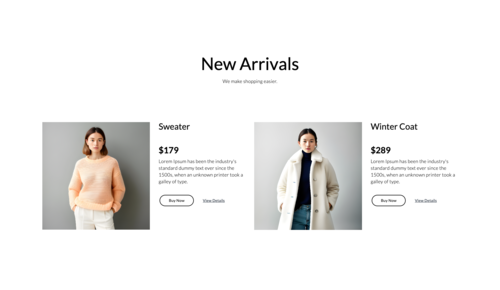 New Arrivals
We make shopping easier
Sweater
$179
Lorem Ipsum has been the industry's
standard dummy text ever since the
1500s, when an unknown printer took a
galley of type.
Buy Now
View Details
Winter Coat
$289
Lorem Ipsum has been the industry's
standard dummy text ever since the
1500s, when an unknown printer took a
galley of type.
Buy Now
View Details